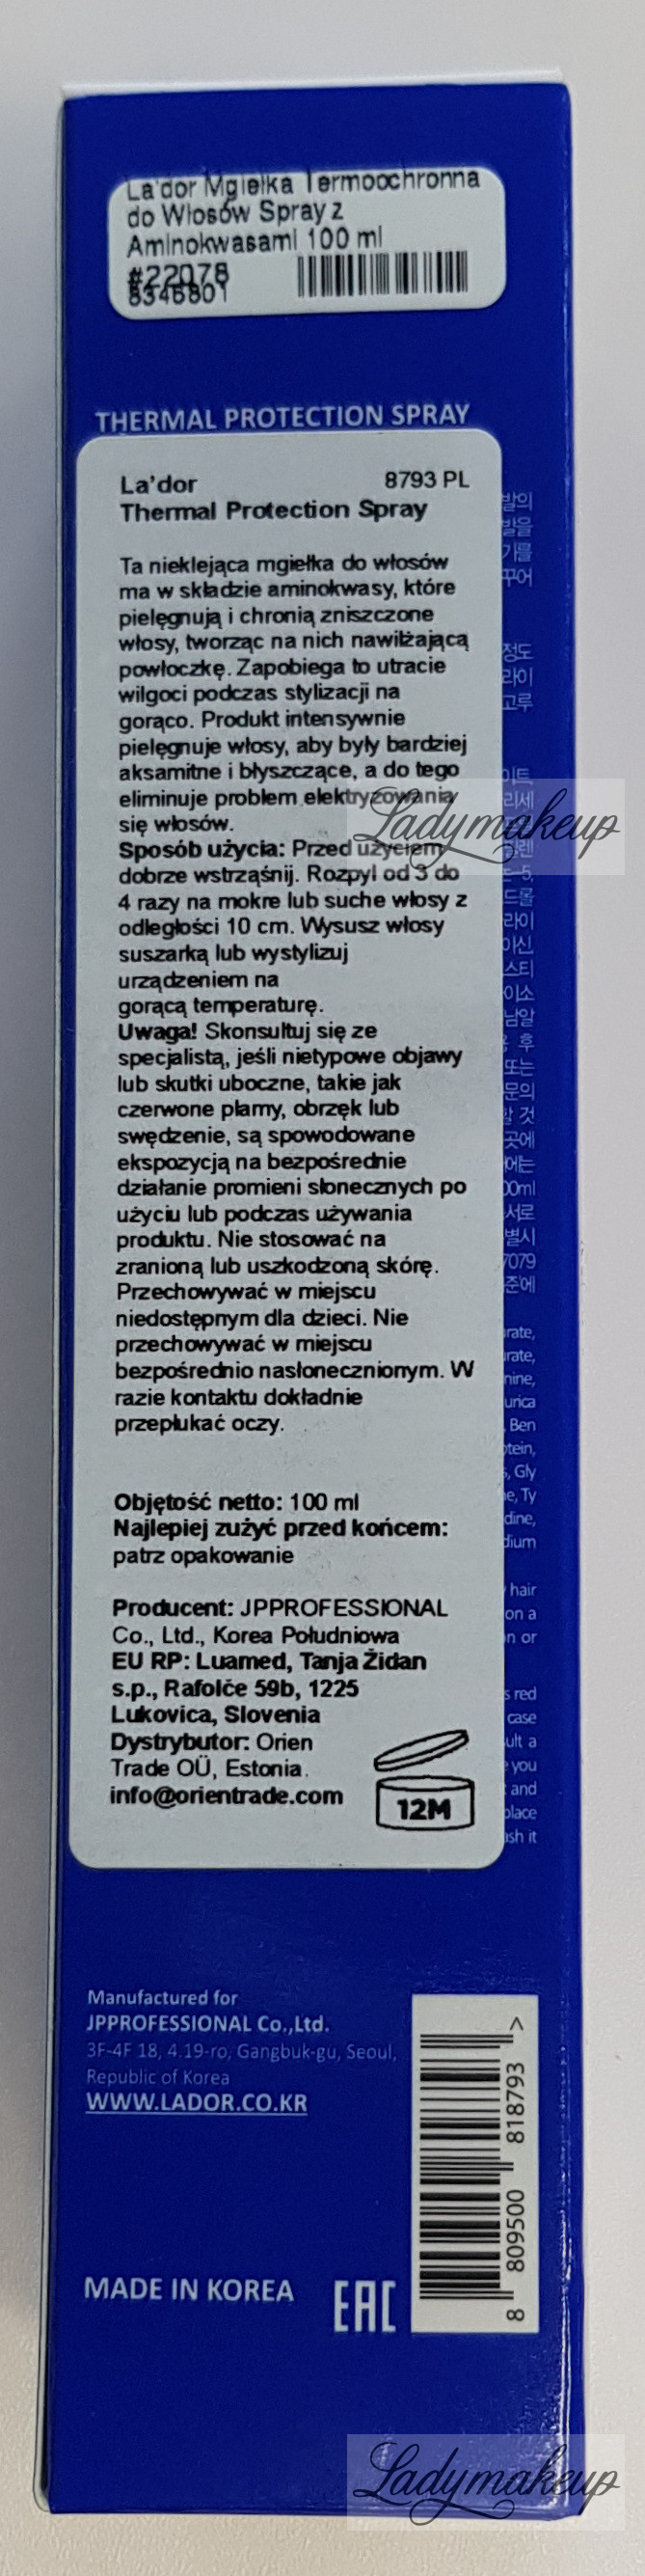 La'dor Mgiełka Termoochronna
do Włosów Spray z
Aminokwasami 100 ml
#22078
8346801
THERMAL PROTECTION SPRAY
La'dor 8793 PL
Thermal Protection Spray
Ta nieklejąca mgiełka do włosów
ma w składzie aminokwasy, które
pielęgnują i chronią zniszczone
włosy, tworząc na nich nawilżającą
powłoczkę. Zapobiega to utracie
wilgoci podczas stylizacji na
gorąco. Produkt intensywnie
pielęgnuje włosy, aby były bardziej
aksamitne i błyszczące, a do tego
eliminuje problem elektryzowania
się włosów.
Ladymakeup
Sposób użycia: Przed użyciem
dobrze wstrząśnij. Rozpyl od 3 do
4 razy na mokre lub suche włosy z
odległości 10 cm. Wysusz włosy
suszarką lub wystylizuj
urządzeniem na
gorącą temperaturę.
Uwaga! Skonsultuj się ze
specjalistą, jeśli nietypowe objawy
lub skutki uboczne, takie jak
czerwone plamy, obrzęk lub
swędzenie, są spowodowane
ekspozycją na bezpośrednie
działanie promieni słonecznych po
użyciu lub podczas używania
produktu. Nie stosować na
zranioną lub uszkodzoną skórę.
Przechowywać w miejscu
niedostępnym dla dzieci. Nie
przechowywać w miejscu
bezpośrednio nasłonecznionym. W
razie kontaktu dokładnie
przepłukać oczy.
Objętość netto: 100 ml
Najlepiej zużyć przed końcem:
patrz opakowanie
Producent: JPPROFESSIONAL
Co., Ltd., Korea Południowa
EU RP: Luamed, Tanja Židan
s.p., Rafolče 59b, 1225
Lukovica, Slovenia
Dystrybutor: Orien
Trade OÜ, Estonia.
info@orientrade.com
12M
Manufactured for
JPPROFESSIONAL Co.,Ltd.
3F-4F 18, 4.19-ro, Gangbuk-gu, Seoul,
Republic of Korea
WWW.LADOR.CO.KR
MADE IN KOREA
EAC
8 809500 818793 >
Ladymakeup